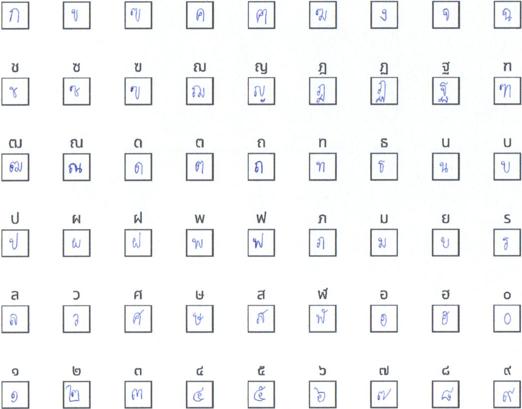 ก ข ฃ ค ฅ ฆ ง จ ฉ
ช ซ ฃ ฌ ญ ฎ ฏ ฐ ฑ
ช ซ ฃ ฌ ญ ฎ ฏ ฐ ฑ
ฒ ณ ด ต ถ ท ธ น บ
ฒ ณ ด ต ถ ท ธ น บ
ป ผ ฝ พ ฟ ภ ม ย ร
ป ผ ฝ พ ฟ ภ ม ย ร
ล ว ศ ษ ส ฬ อ ฮ ๐
ล ว ศ ษ ส ฬ อ ฮ ๐
๑ ๒ ๓ ๔ ๕ ๖ ๗ ๘ ๙
๑ ๒ ๓ ๔ ๕ ๖ ๗ ๘ ๙